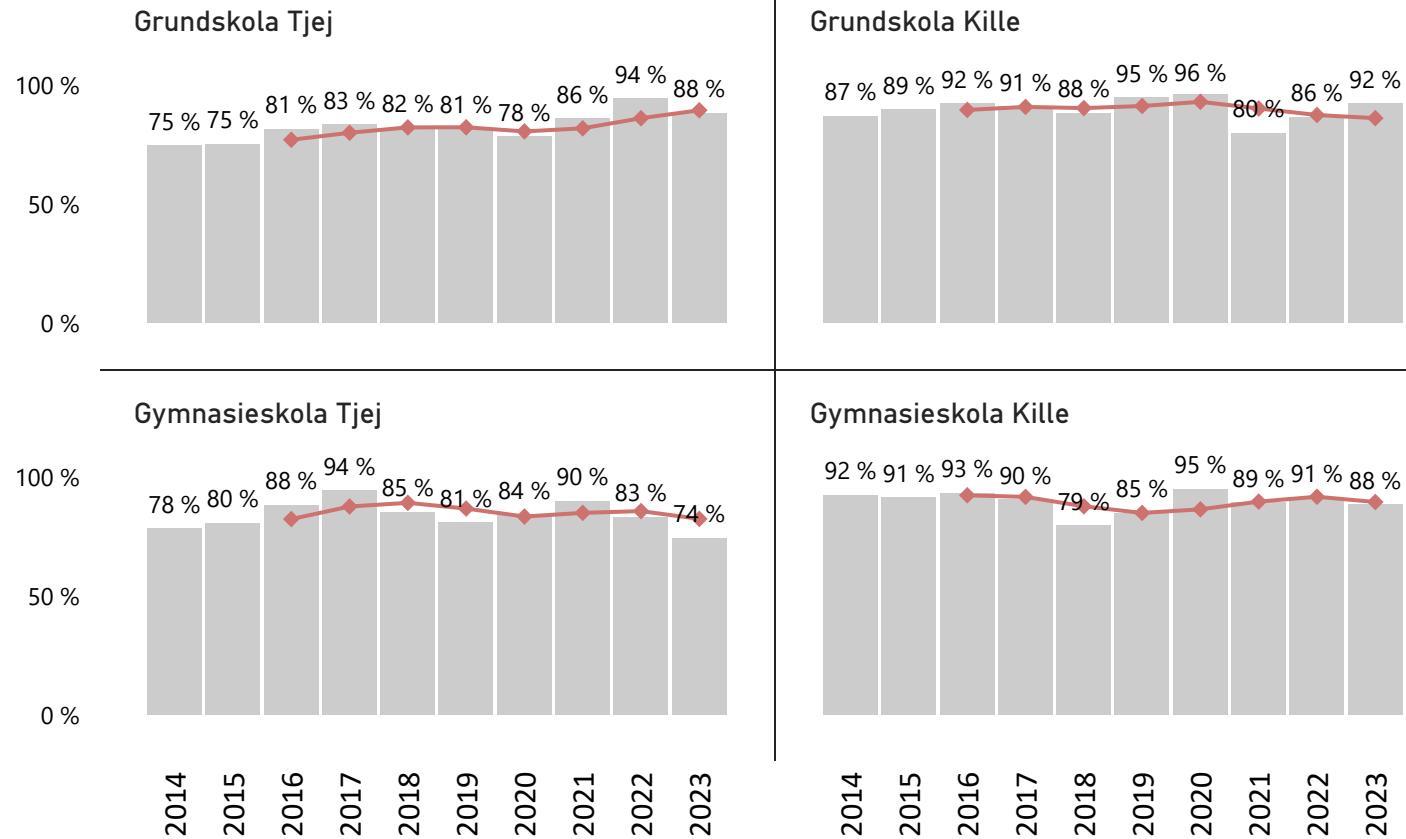 Grundskola Tjej
100 %
50 %
0 %
75 % 75 % 81 % 83 % 82 % 81 % 78 % 86 % 94 % 88 %
Grundskola Kille
87 % 89 % 92 % 91 % 88 % 95 % 96 % 80 % 86 % 92 %
Gymnasieskola Tjej
100 %
50 %
0 %
78 % 80 % 88 % 94 % 85 % 81 % 84 % 90 % 83 % 74 %
2014 2015 2016 2017 2018 2019 2020 2021 2022 2023
Gymnasieskola Kille
92 % 91 % 93 % 90 % 79 % 85 % 95 % 89 % 91 % 88 %
2014 2015 2016 2017 2018 2019 2020 2021 2022 2023